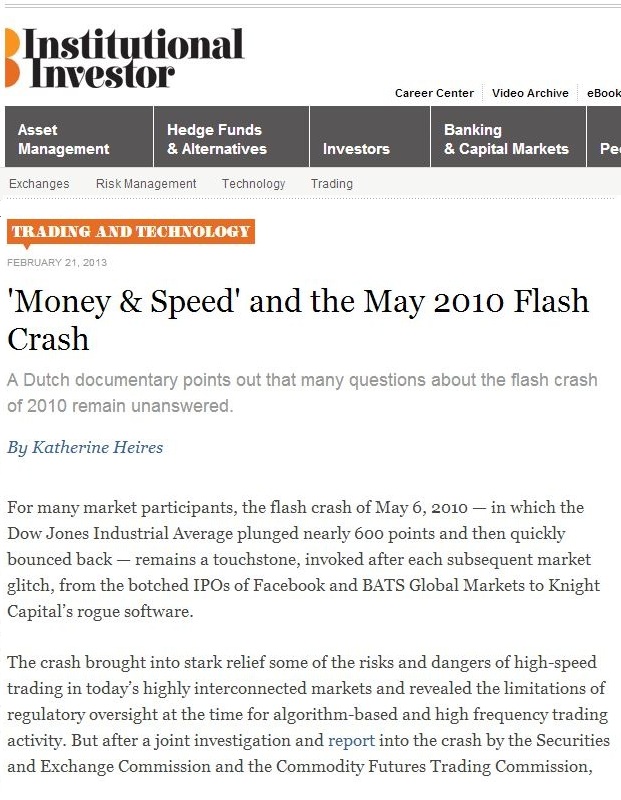 Institutional
Investor
Career Center
Video Archive
eBook
Asset
Management
Hedge Funds
& Alternatives
Investors
Banking
& Capital Markets
Exchanges
Risk Management
Technology
Trading
TRADING AND TECHNOLOGY
FEBRUARY 21, 2013
'Money & Speed' and the May 2010 Flash
Crash
A Dutch documentary points out that many questions about the flash crash
of 2010 remain unanswered.
By Katherine Heires
For many market participants, the flash crash of May 6, 2010 — in which the
Dow Jones Industrial Average plunged nearly 600 points and then quickly
bounced back — remains a touchstone, invoked after each subsequent market
glitch, from the botched IPOs of Facebook and BATS Global Markets to Knight
Capital’s rogue software.
The crash brought into stark relief some of the risks and dangers of high-speed
trading in today’s highly interconnected markets and revealed the limitations of
regulatory oversight at the time for algorithm-based and high frequency trading
activity. But after a joint investigation and report into the crash by the Securities
and Exchange Commission and the Commodity Futures Trading Commission,